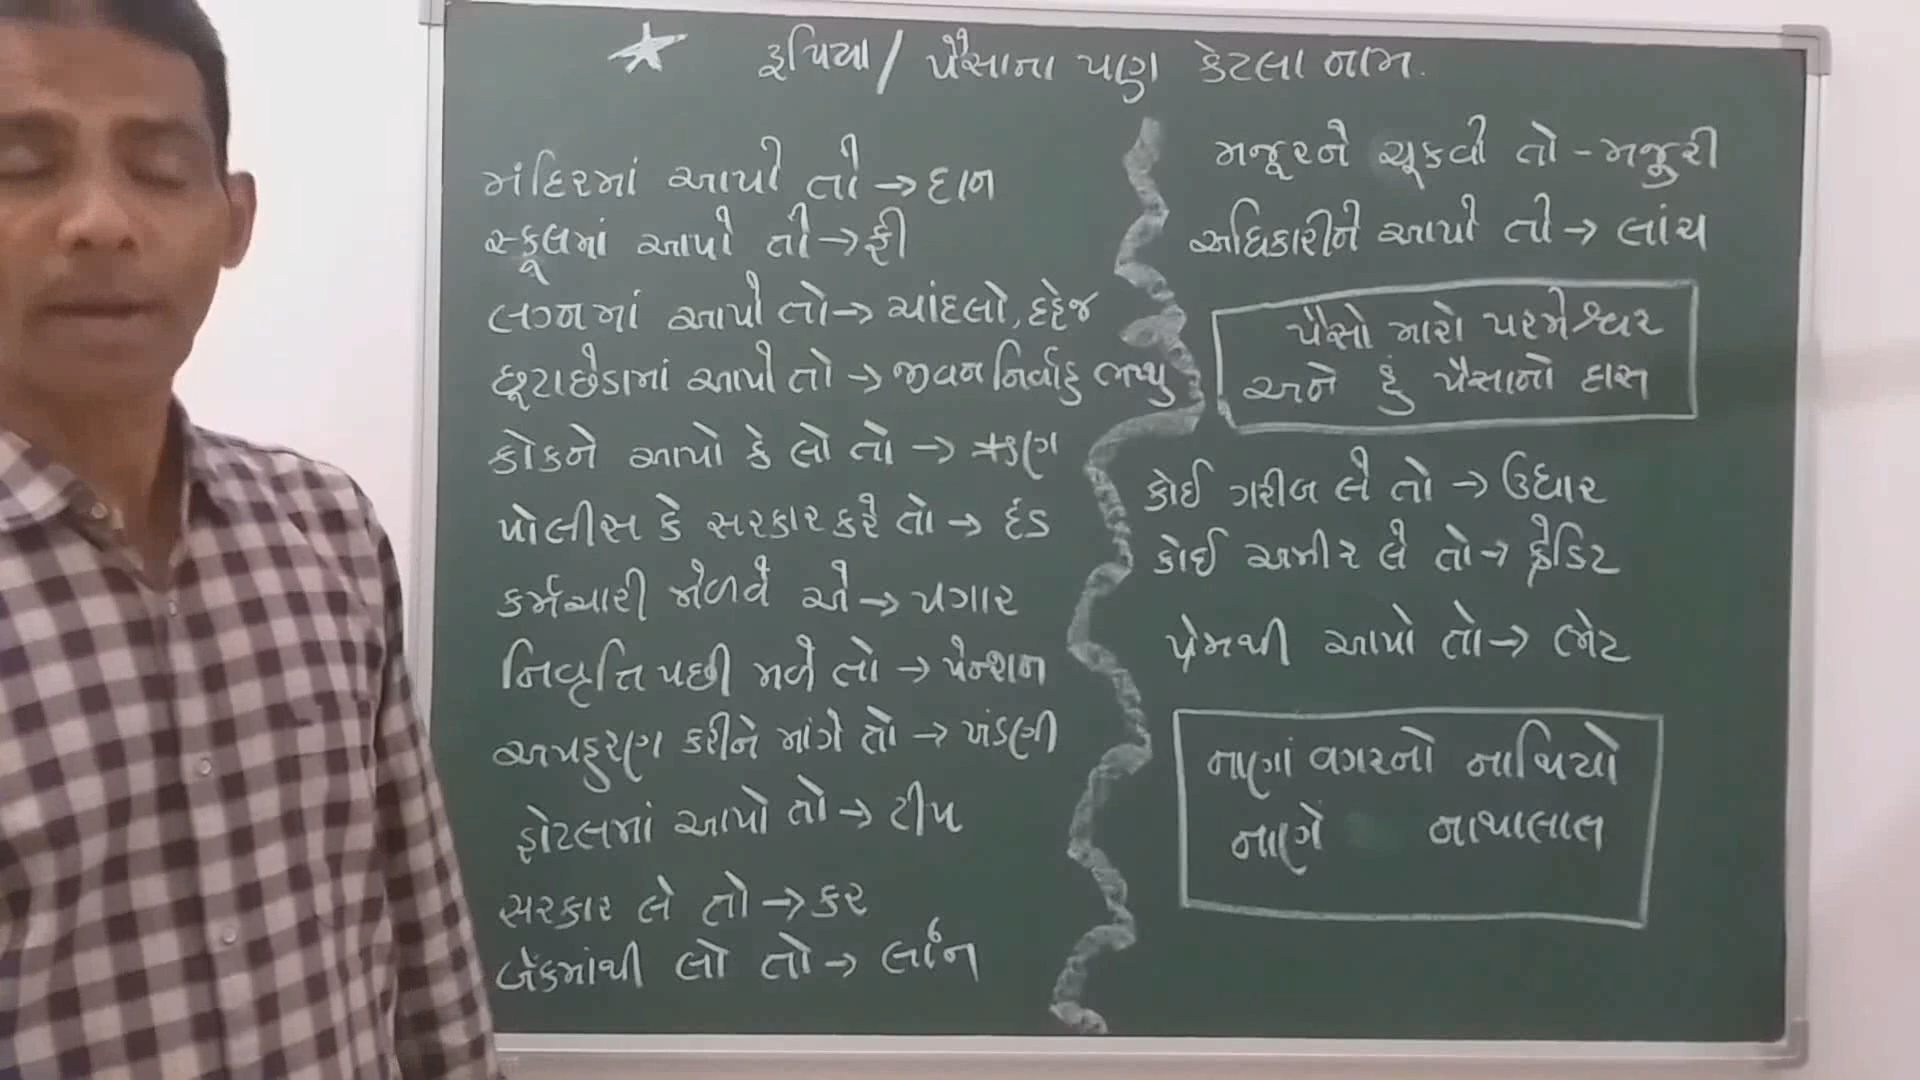 રૂપિયા / પૈસાના પણ કેટલા નામ.
મંદિરમાં આપો તો → દાન
સ્કૂલમાં આપો તો → ફી
લગ્નમાં આપો તો → ચાંદલો, દહેજ
છૂટાછેડામાં આપો તો → જીવન નિર્વાહ ભથ્થુ
કોકને આપો કે લો તો → ઋણ
પોલીસ કે સરકાર કરે તો → દંડ
કર્મચારી મેળવે એ → પગાર
નિવૃત્તિ પછી મળે તો → પેન્શન
અપહરણ કરીને માંગે તો → ખંડણી
હોટલમાં આપો તો → ટીપ
સરકાર લે તો → કર
બેંકમાંથી લો તો → લોન
મજૂરને ચૂકવો તો - મજુરી
અધિકારીને આપો તો → લાંચ
પૈસો મારો પરમેશ્વર
અને હું પૈસાનો દાસ
કોઈ ગરીબ લે તો → ઉધાર
કોઈ અમીર લે તો → ક્રેડિટ
પ્રેમથી આપો તો → ભેટ
નાણાં વગરનો નાથિયો
નાણે નાથાલાલ